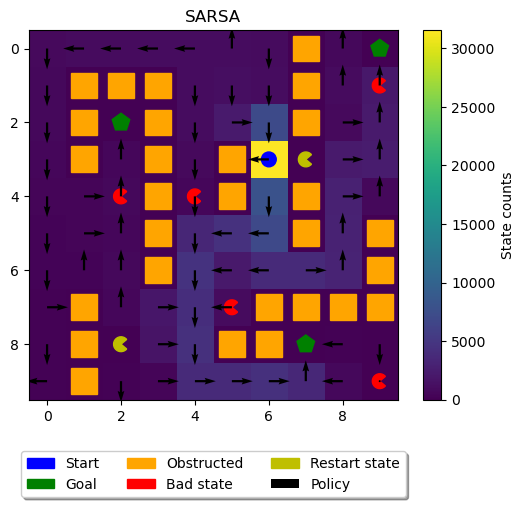 SARSA
0
2
4
6
8
0 2 4 6 8
30000
25000
20000
15000
10000
5000
0
State counts
Start Obstructed Restart state
Goal Bad state Policy